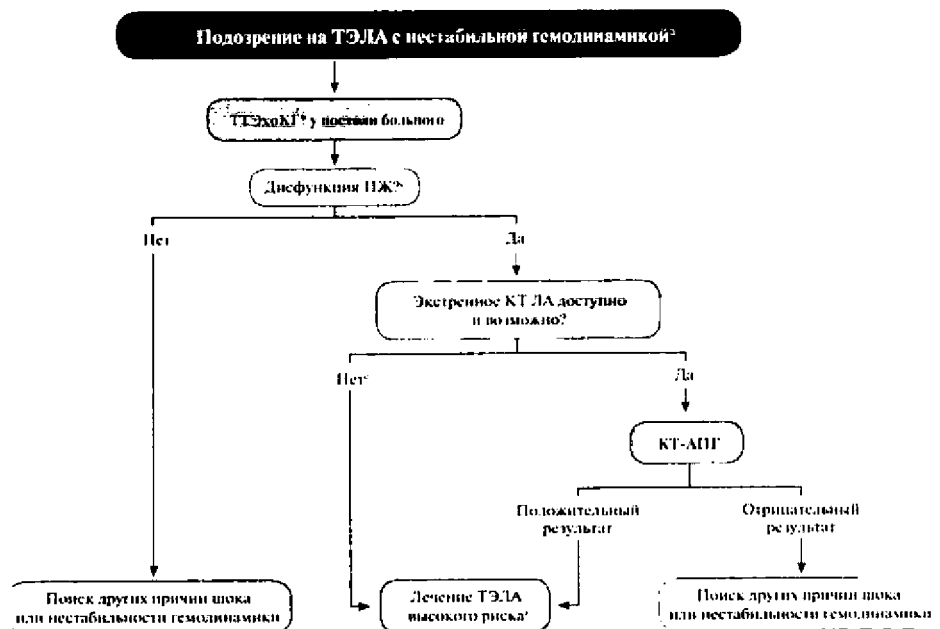 Подозрение на ТЭЛА с нестабильной гемодинамикой
ТТЭхоКГ у постели больного
Дисфункция ПЖ?
Нет
Да
Экстренное КТ ЛА доступно
и возможно?
Нет
Да
КТ-АПГ
Положительный
результат
Отрицательный
результат
Поиск других причин шока
или нестабильности гемодинамики
Лечение ТЭЛА
высокого риска
Поиск других причин шока
или нестабильности гемодинамики